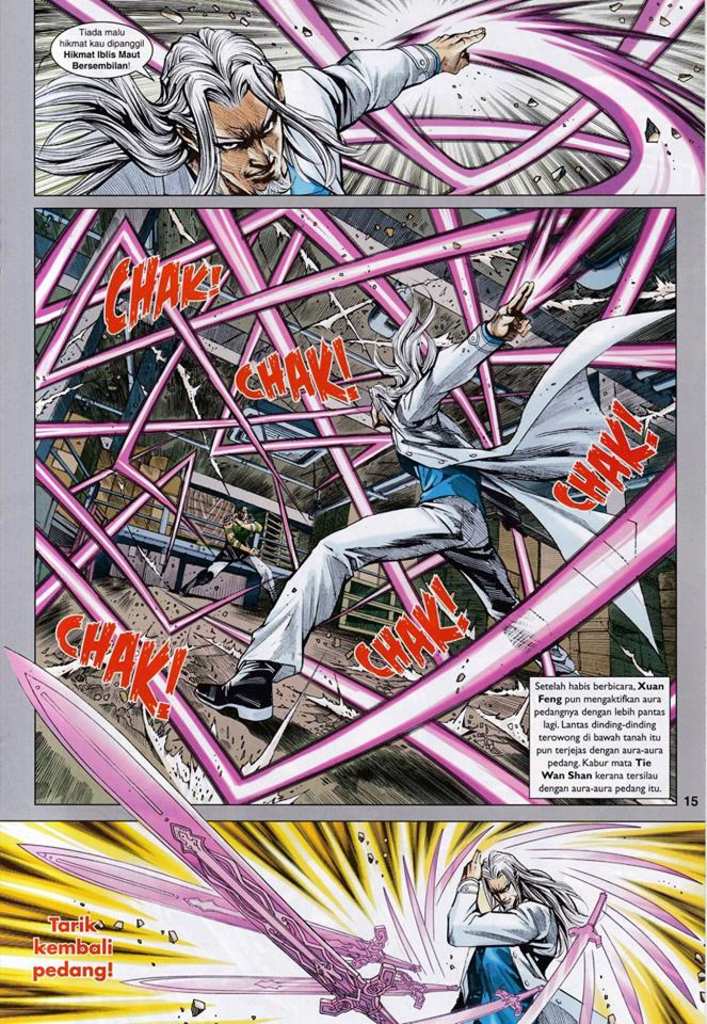 Tiada malu
hikmat kau dipanggil
Hikmat Iblis Maut
Bersembilan!
CHAK!
CHAK!
CHAK!
CHAK!
CHAK!
Setelah habis berbicara, Xuan
Feng pun mengaktifkan aura
pedangnya dengan lebih pantas
lagi. Lantas dinding-dinding
terowong di bawah tanah itu
pun terjejas dengan aura-aura
pedang. Kabur mata Tie
Wan Shan kerana tersilau
dengan aura-aura pedang itu.
15
Tarik
kembali
pedang!